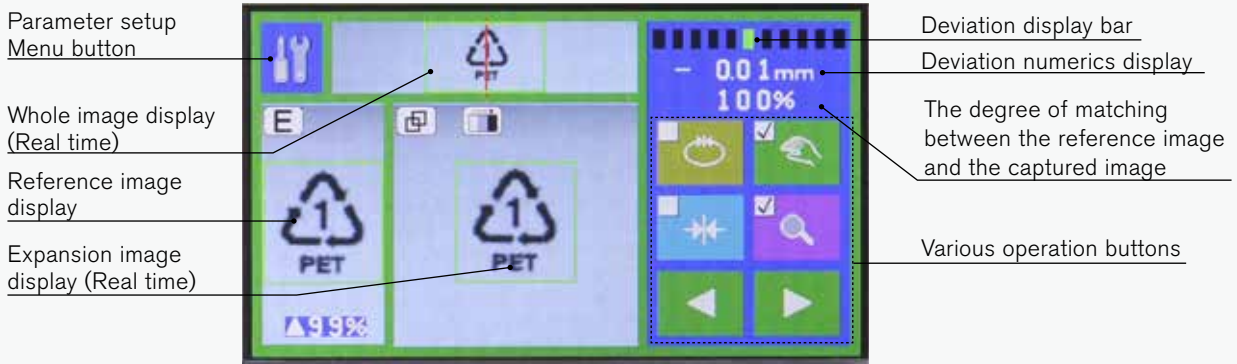 Parameter setup
Menu button
Whole image display
(Real time)
Reference image
display
Expansion image
display (Real time)
PET
E
1
PET
▲99%
1
PET
- 0.01mm
100%
Deviation display bar
Deviation numerics display
The degree of matching
between the reference image
and the captured image
Various operation buttons